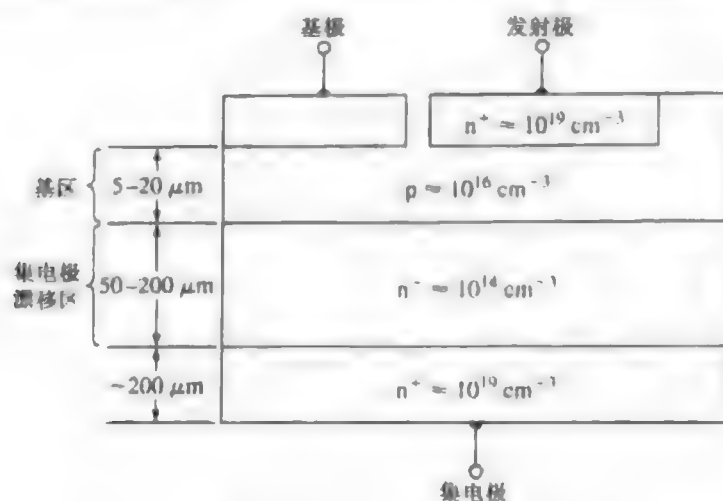 基极
发射极
n⁺ = 10¹⁹ cm⁻³
基区
5-20 μm
p ≈ 10¹⁶ cm⁻³
集电极
漂移区
50-200 μm
n⁻ ≈ 10¹⁴ cm⁻³
~200 μm
n⁺ ≈ 10¹⁹ cm⁻³
集电极